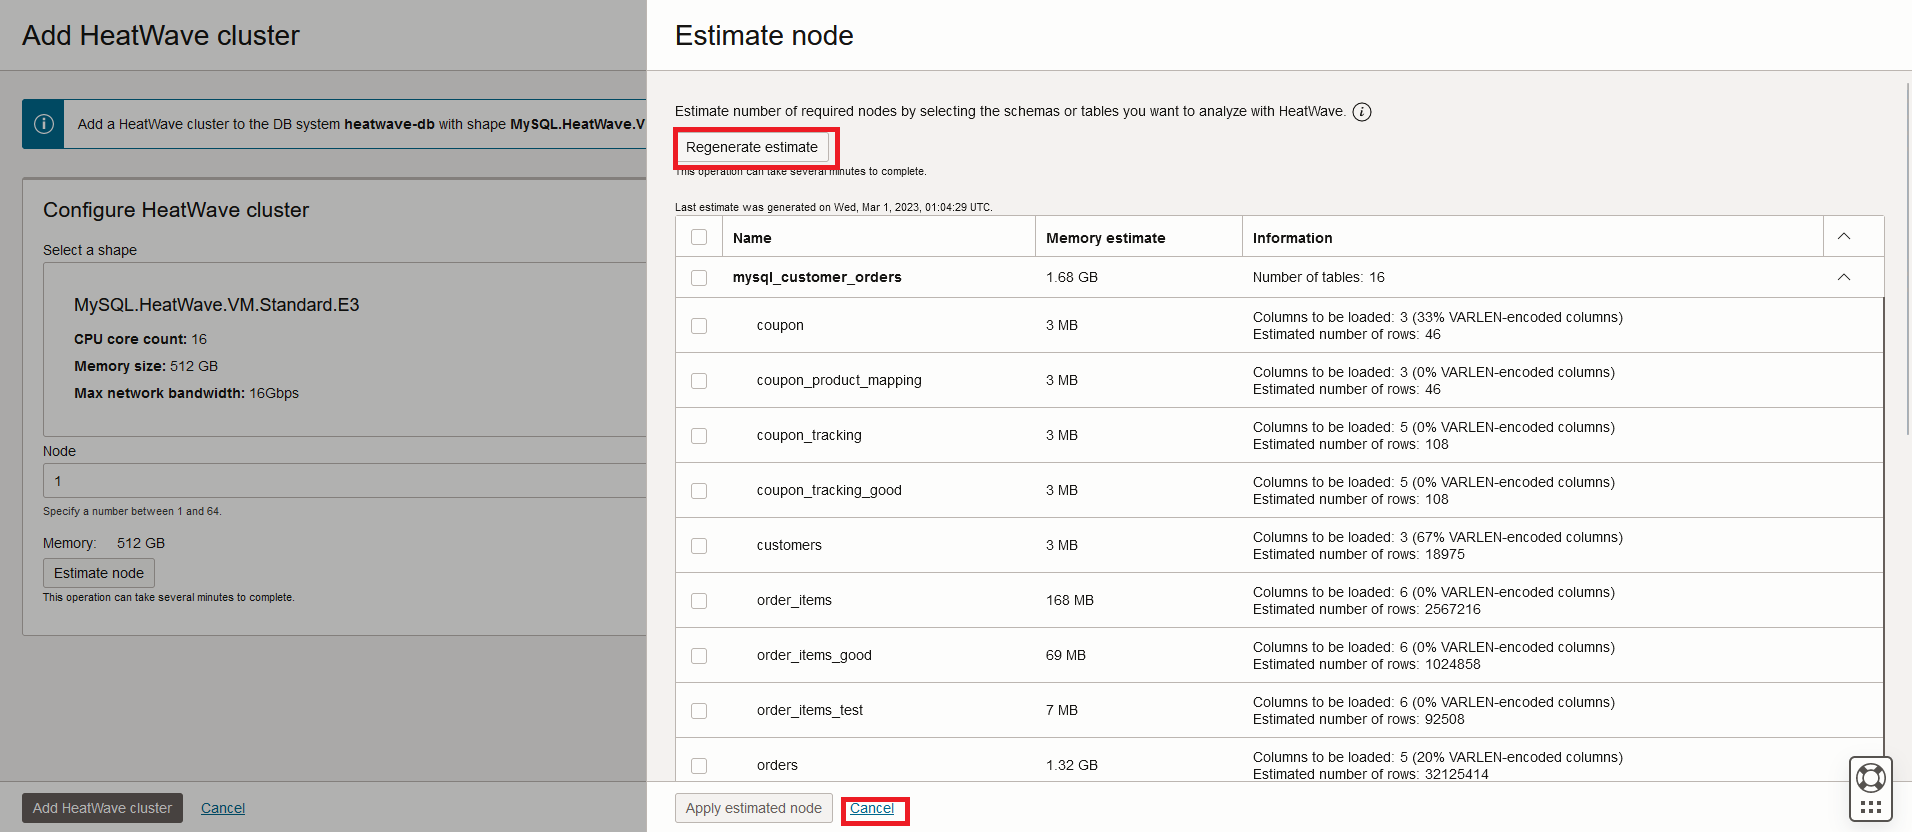 Add HeatWave cluster
Add a HeatWave cluster to the DB system heatwave-db with shape MySQL.HeatWave.V
Configure HeatWave cluster
Select a shape
MySQL.HeatWave.VM.Standard.E3
CPU core count: 16
Memory size: 512 GB
Max network bandwidth: 16Gbps
Node
1
Specify a number between 1 and 64.
Memory: 512 GB
Estimate node
This operation can take several minutes to complete.
Add HeatWave cluster Cancel
Estimate node
Estimate number of required nodes by selecting the schemas or tables you want to analyze with HeatWave.
Regenerate estimate
This operation can take several minutes to complete.
Last estimate was generated on Wed, Mar 1, 2023, 01:04:29 UTC.
Name Memory estimate Information
mysql_customer_orders 1.68 GB Number of tables: 16
coupon 3 MB Columns to be loaded: 3 (33% VARLEN-encoded columns)
Estimated number of rows: 46
coupon_product_mapping 3 MB Columns to be loaded: 3 (0% VARLEN-encoded columns)
Estimated number of rows: 46
coupon_tracking 3 MB Columns to be loaded: 5 (0% VARLEN-encoded columns)
Estimated number of rows: 108
coupon_tracking_good 3 MB Columns to be loaded: 5 (0% VARLEN-encoded columns)
Estimated number of rows: 108
customers 3 MB Columns to be loaded: 3 (67% VARLEN-encoded columns)
Estimated number of rows: 18975
order_items 168 MB Columns to be loaded: 6 (0% VARLEN-encoded columns)
Estimated number of rows: 2567216
order_items_good 69 MB Columns to be loaded: 6 (0% VARLEN-encoded columns)
Estimated number of rows: 1024858
order_items_test 7 MB Columns to be loaded: 6 (0% VARLEN-encoded columns)
Estimated number of rows: 92508
orders 1.32 GB Columns to be loaded: 5 (20% VARLEN-encoded columns)
Estimated number of rows: 32125414
Apply estimated node Cancel